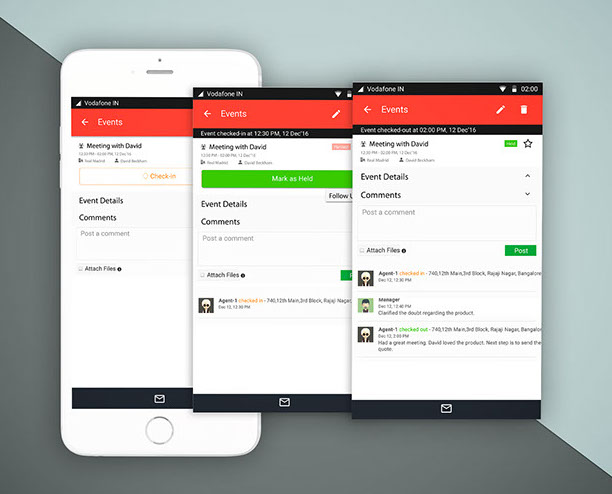 Vodafone IN
Events
Meeting with David
12:30 PM - 02:00 PM, 12 Dec'16
Real Madrid David Beckham
Check-in
Event Details
Comments
Post a comment
Attach Files
Vodafone IN
Events
Event checked-in at 12:30 PM, 12 Dec'16
Meeting with David
12:30 PM - 02:00 PM, 12 Dec'16
Real Madrid David Beckham
Mark as Held
Follow U
Event Details
Comments
Post a comment
Attach Files
Agent-1 checked in - 740,12th Main,3rd Block, Rajaji Nagar,
Dec 12, 12:30 PM
Vodafone IN 02:00
Events
Event checked-out at 02:00 PM, 12 Dec'16
Meeting with David Held
12:30 PM - 02:00 PM, 12 Dec'16
Real Madrid David Beckham
Event Details
Comments
Post a comment
Attach Files Post
Agent-1 checked in - 740,12th Main,3rd Block, Rajaji Nagar, Bangalore
Dec 12, 12:30 PM
Manager
Dec 12, 12:40 PM
Clarified the doubt regarding the product.
Agent-1 checked out - 740,12th Main,3rd Block, Rajaji Nagar, Bangalore
Dec 12, 2:00 PM
Had a great meeting. David loved the product. Next step is to send the
quote.